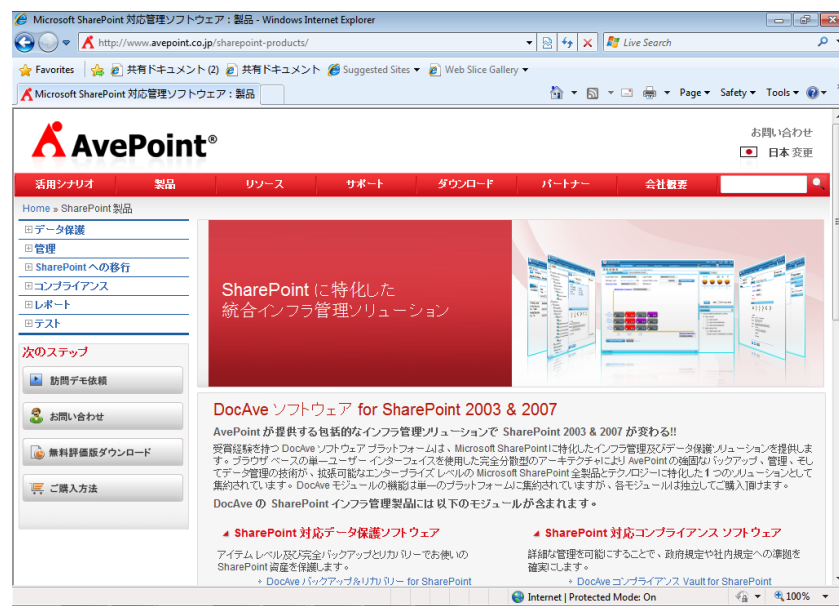 Microsoft SharePoint 対応管理ソフトウェア：製品 - Windows Internet Explorer
http://www.avepoint.co.jp/sharepoint-products/
Live Search
Favorites 共有ドキュメント (2) 共有ドキュメント Suggested Sites Web Slice Gallery
Microsoft SharePoint 対応管理ソフトウェア：製品
Page Safety Tools
AvePoint®
お問い合わせ
日本 変更
活用シナリオ 製品 リソース サポート ダウンロード パートナー 会社概要
Home » SharePoint 製品
データ保護
管理
SharePoint への移行
コンプライアンス
レポート
テスト
次のステップ
訪問デモ依頼
お問い合わせ
無料評価版ダウンロード
ご購入方法
SharePoint に特化した
統合インフラ管理ソリューション
DocAve ソフトウェア for SharePoint 2003 & 2007
AvePoint が提供する包括的なインフラ管理ソリューションで SharePoint 2003 & 2007 が変わる!!
受賞経験を持つ DocAve ソフトウェア プラットフォームは、Microsoft SharePointに特化したインフラ管理及びデータ保護ソリューションを提供しま
す。ブラウザ ベースの単一ユーザー インターフェイスを使用した完全分散型のアーキテクチャにより AvePointの強固なバックアップ、管理、そし
てデータ管理の技術が、拡張可能なエンタープライズ レベルの Microsoft SharePoint 全製品とテクノロジーに特化した 1 つのソリューションとして
集約されています。DocAve モジュールの機能は単一のプラットフォームに集約されていますが、各モジュールは独立してご購入頂けます。
DocAve の SharePoint インフラ管理製品には以下のモジュールが含まれます。
SharePoint 対応データ保護ソフトウェア
アイテム レベル及び完全バックアップとリカバリーでお使いの
SharePoint 資産を保護します。
DocAve バックアップ&リカバリー for SharePoint
SharePoint 対応コンプライアンス ソフトウェア
詳細な管理を可能にすることで、政府規定や社内規定への準拠を
確実にします。
DocAve コンプライアンス Vault for SharePoint
Internet | Protected Mode: On
100%